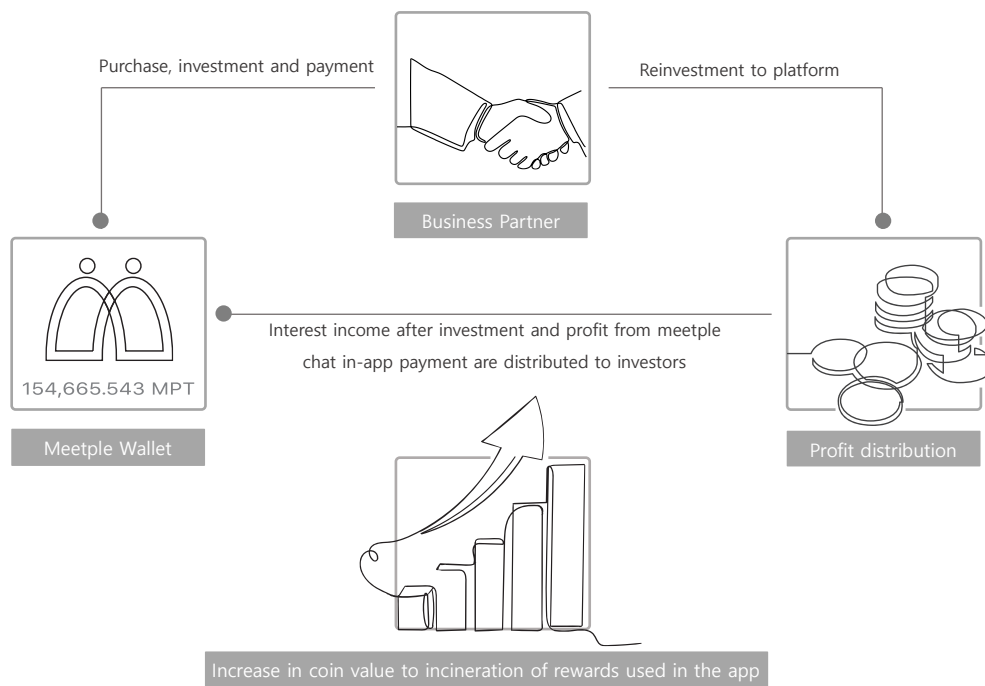 Purchase, investment and payment
Reinvestment to platform
Business Partner
Interest income after investment and profit from meetple
chat in-app payment are distributed to investors
154,665.543 MPT
Meetple Wallet
Profit distribution
Increase in coin value to incineration of rewards used in the app